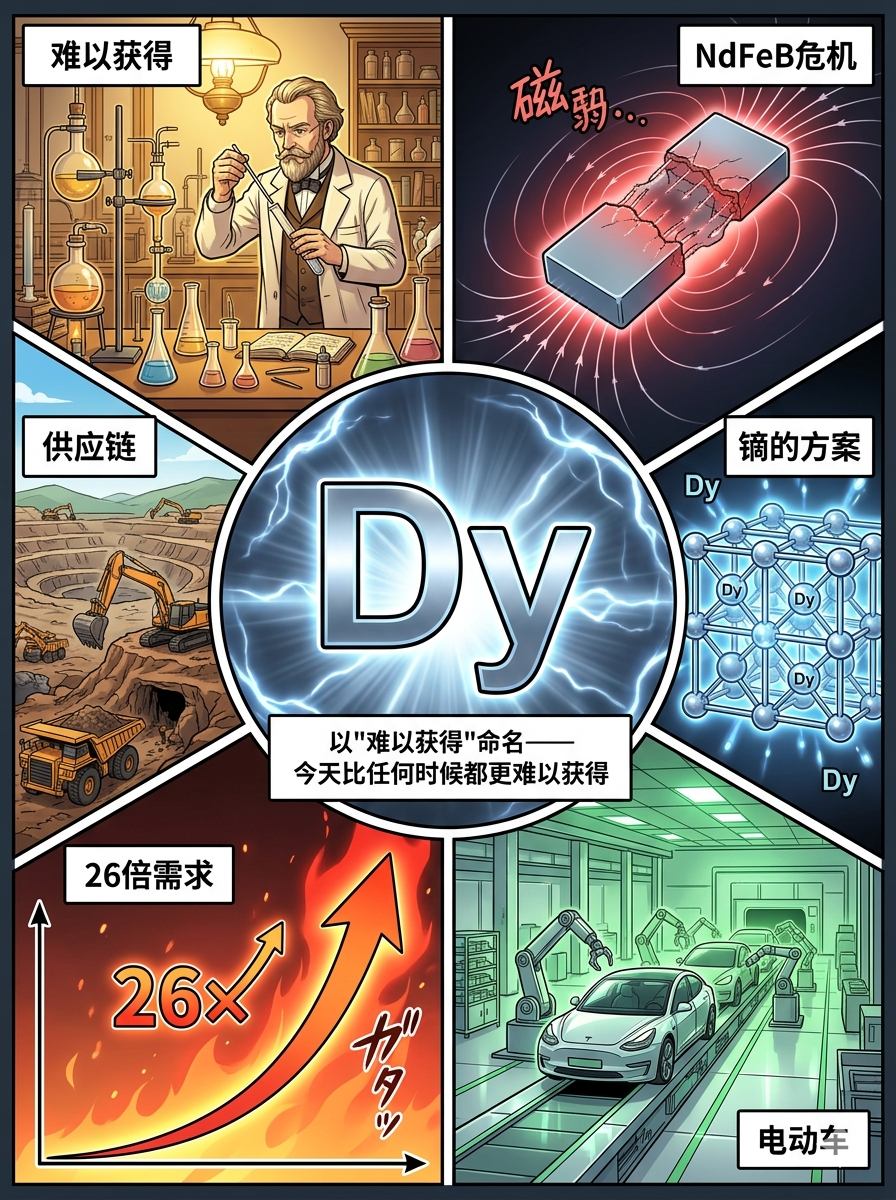 难以获得
NdFeB危机
磁弱...
供应链
镝的方案
Dy
Dy
Dy
Dy
Dy
Dy
以"难以获得"命名——
今天比任何时候都更难以获得
26倍需求
26×
ガタッ
电动车